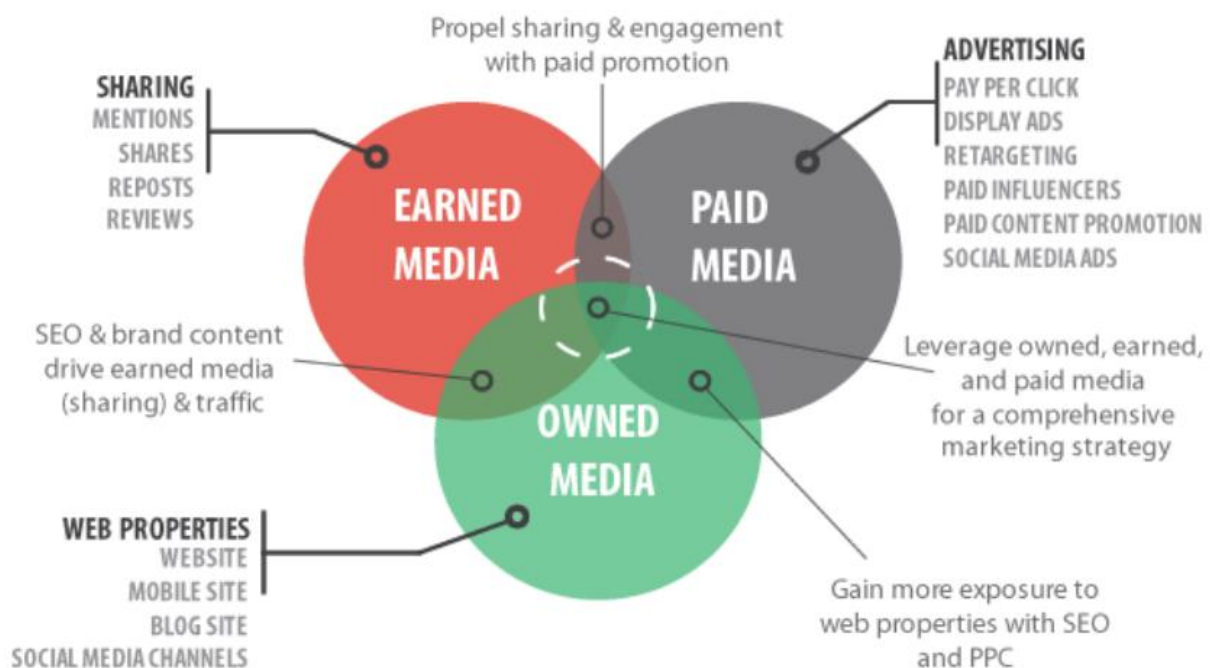 Propel sharing & engagement
with paid promotion
SHARING
MENTIONS
SHARES
REPOSTS
REVIEWS
ADVERTISING
PAY PER CLICK
DISPLAY ADS
RETARGETING
PAID INFLUENCERS
PAID CONTENT PROMOTION
SOCIAL MEDIA ADS
EARNED
MEDIA
PAID
MEDIA
SEO & brand content
drive earned media
(sharing) & traffic
Leverage owned, earned,
and paid media
for a comprehensive
marketing strategy
OWNED
MEDIA
WEB PROPERTIES
WEBSITE
MOBILE SITE
BLOG SITE
SOCIAL MEDIA CHANNELS
Gain more exposure to
web properties with SEO
and PPC